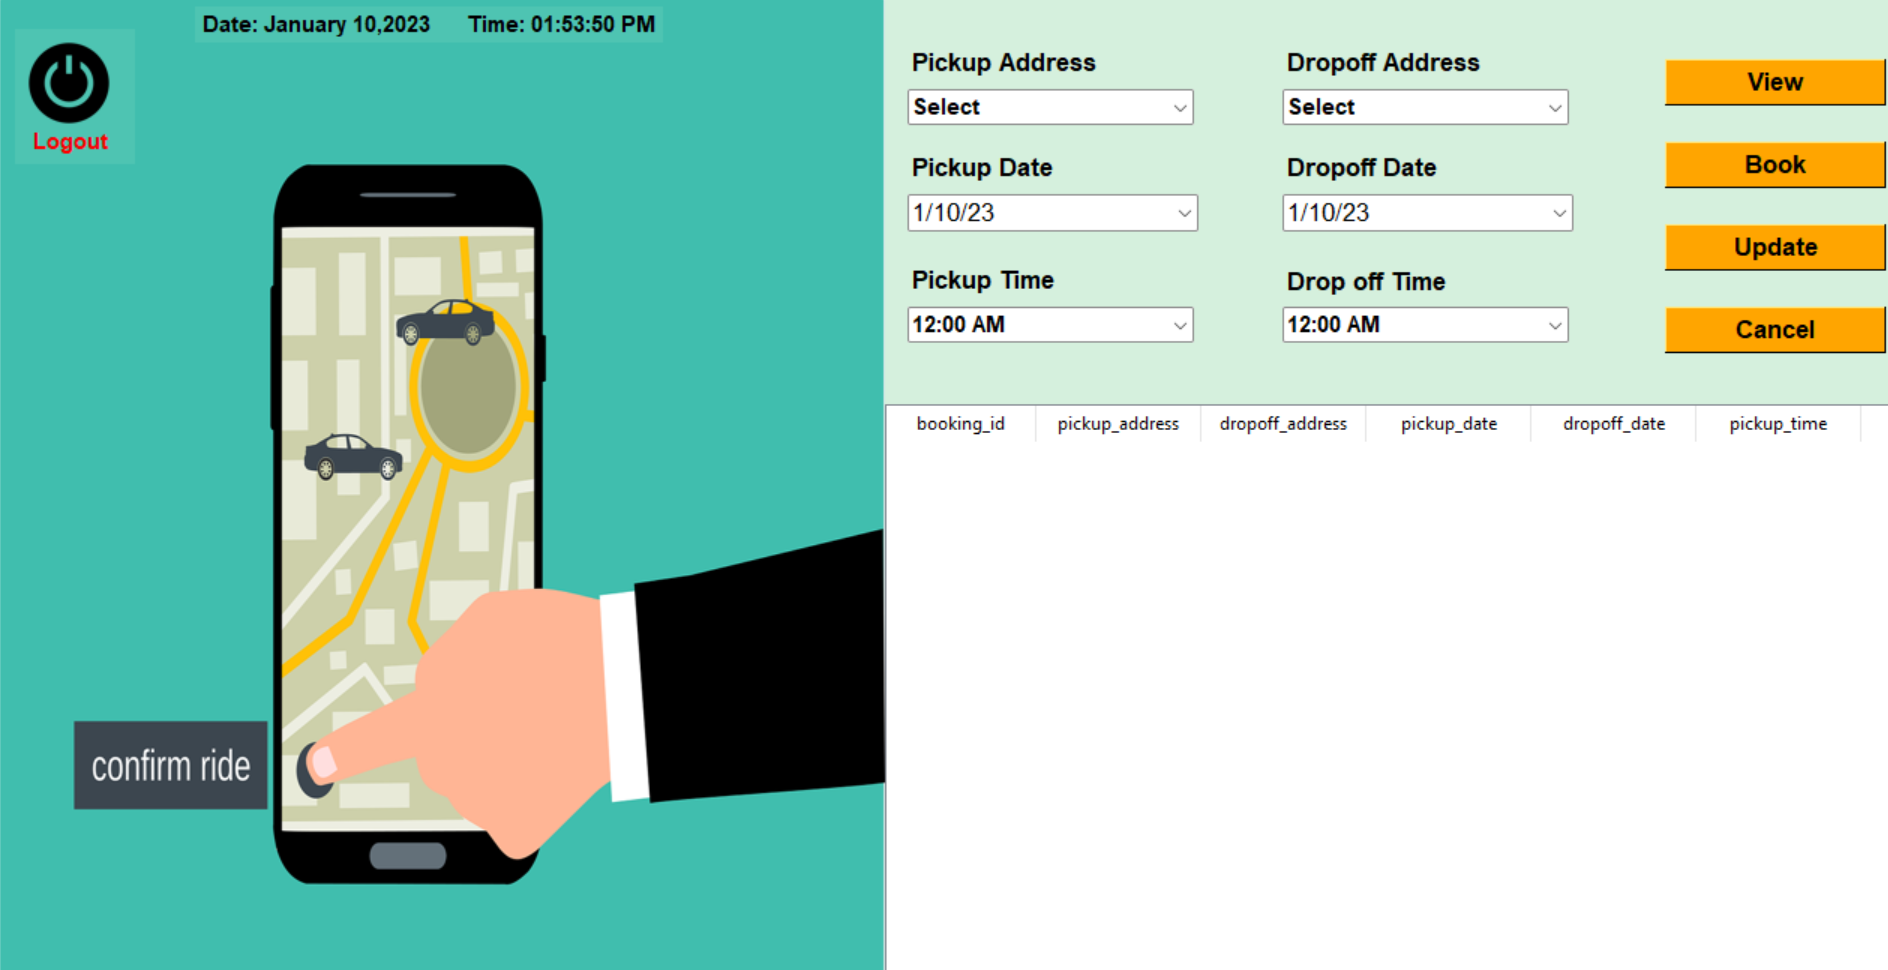 Date: January 10,2023 Time: 01:53:50 PM
Logout
confirm ride
Pickup Address Dropoff Address
Select Select
Pickup Date Dropoff Date
1/10/23 1/10/23
Pickup Time Drop off Time
12:00 AM 12:00 AM
View
Book
Update
Cancel
booking_id pickup_address dropoff_address pickup_date dropoff_date pickup_time